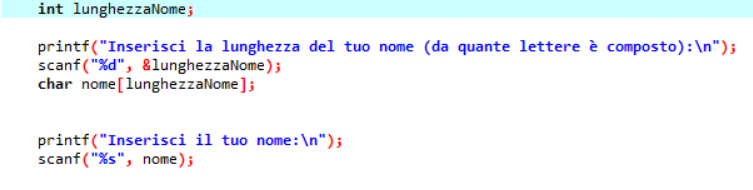 int lunghezzaNome;
printf("Inserisci la lunghezza del tuo nome (da quante lettere è composto):\n");
scanf("%d", &lunghezzaNome);
char nome[lunghezzaNome];
printf("Inserisci il tuo nome:\n");
scanf("%s", nome);